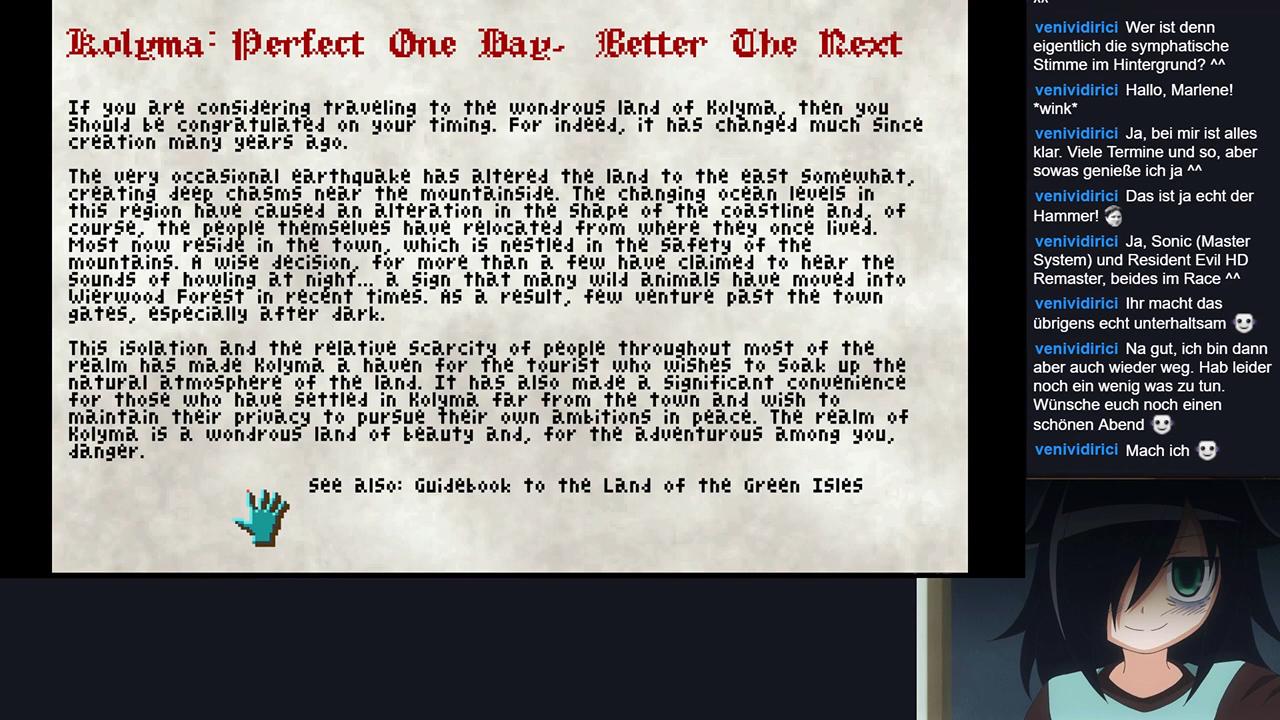 Kolyma: Perfect One Day- Better The Next
If you are considering traveling to the wondrous land of Kolyma, then you
should be congratulated on your timing. For indeed, it has changed much since
creation many years ago.
The very occasional earthquake has altered the land to the east somewhat,
creating deep chasms near the mountainside. The changing ocean levels in
this region have caused an alteration in the shape of the coastline and, of
course, the people themselves have relocated from where they once lived.
Most now reside in the town, which is nestled in the safety of the
mountains. A wise decision, for more than a few have claimed to hear the
sounds of howling at night... a sign that many wild animals have moved into
Wierwood Forest in recent times. As a result, few venture past the town
gates, especially after dark.
This isolation and the relative scarcity of people throughout most of the
realm has made Kolyma a haven for the tourist who wishes to soak up the
natural atmosphere of the land. It has also made a significant convenience
for those who have settled in Kolyma far from the town and wish to
maintain their privacy to pursue their own ambitions in peace. The realm of
Kolyma is a wondrous land of beauty and, for the adventurous among you,
danger.
See also: Guidebook to the Land of the Green Isles
^^
venividirici Wer ist denn
eigentlich die symphatische
Stimme im Hintergrund? ^^
venividirici Hallo, Marlene!
*wink*
venividirici Ja, bei mir ist alles
klar. Viele Termine und so, aber
sowas genieße ich ja ^^
venividirici Das ist ja echt der
Hammer!
venividirici Ja, Sonic (Master
System) und Resident Evil HD
Remaster, beides im Race ^^
venividirici Ihr macht das
übrigens echt unterhaltsam
venividirici Na gut, ich bin dann
aber auch wieder weg. Hab leider
noch ein wenig was zu tun.
Wünsche euch noch einen
schönen Abend
venividirici Mach ich